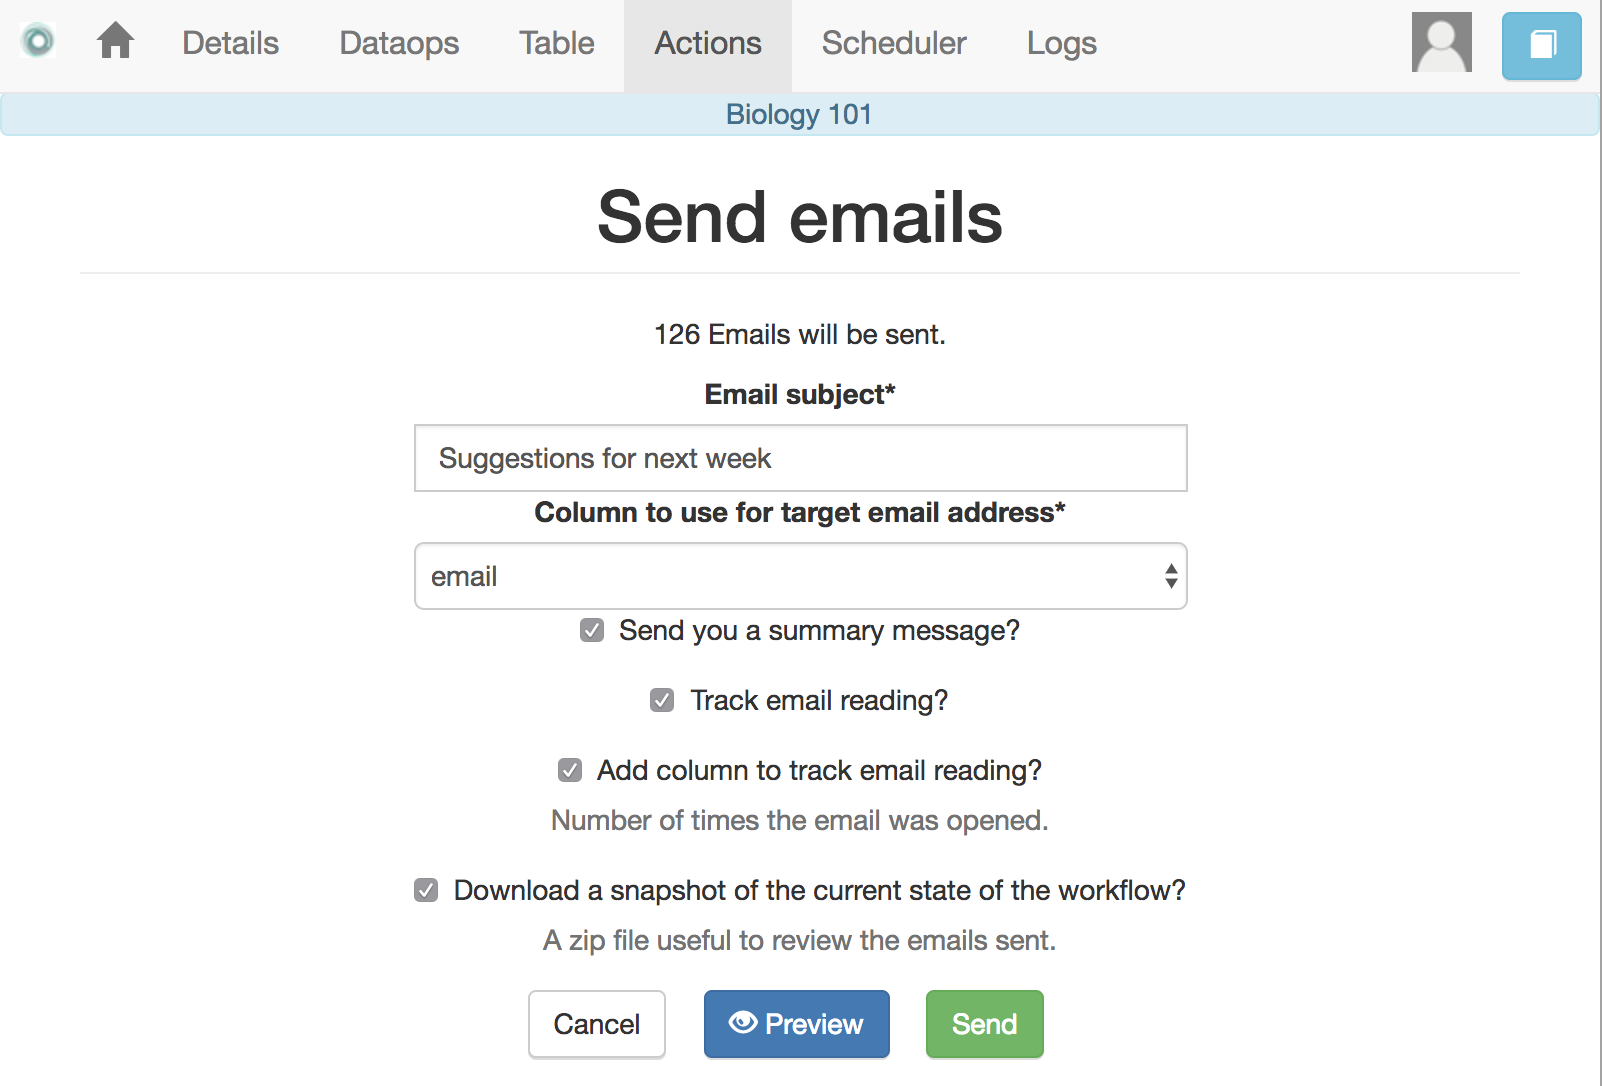 Details Dataops Table Actions Scheduler Logs
Biology 101
Send emails
126 Emails will be sent.
Email subject*
Suggestions for next week
Column to use for target email address*
email
Send you a summary message?
Track email reading?
Add column to track email reading?
Number of times the email was opened.
Download a snapshot of the current state of the workflow?
A zip file useful to review the emails sent.
Cancel Preview Send